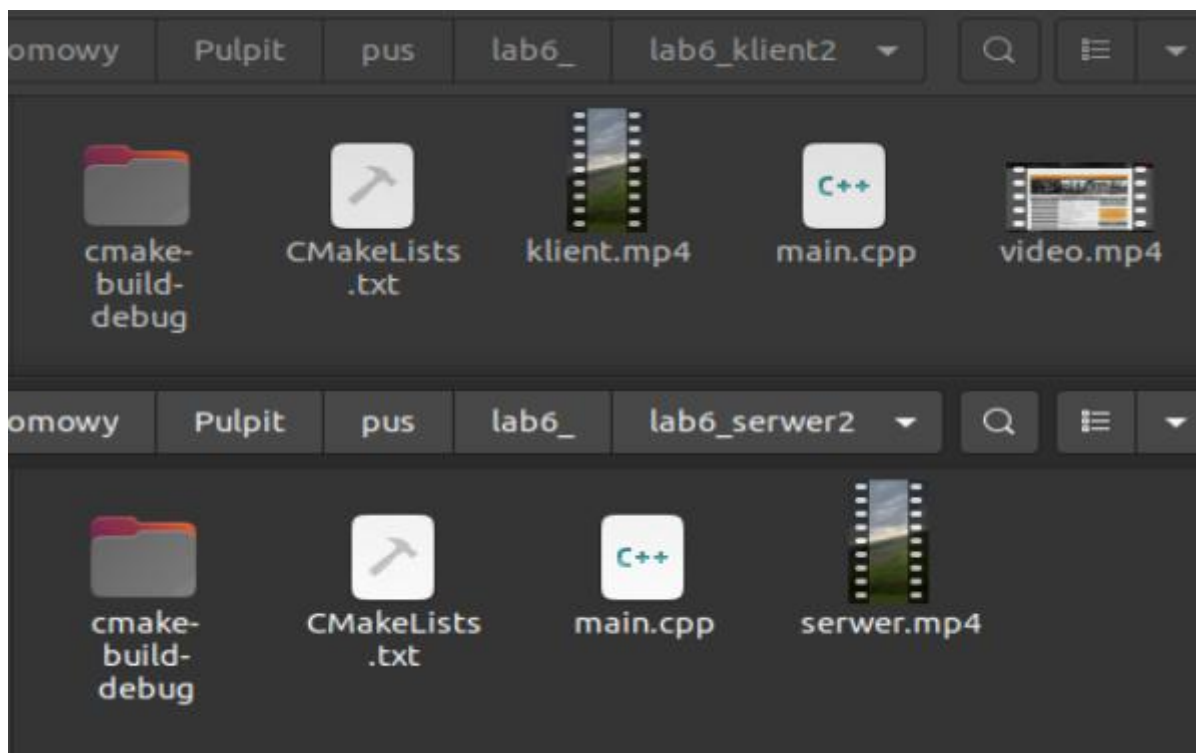 omowy Pulpit pus lab6_ lab6_klient2
cmake-
build-
debug
CMakeLists
.txt
klient.mp4
C++
main.cpp
video.mp4
omowy Pulpit pus lab6_ lab6_serwer2
cmake-
build-
debug
CMakeLists
.txt
C++
main.cpp
serwer.mp4